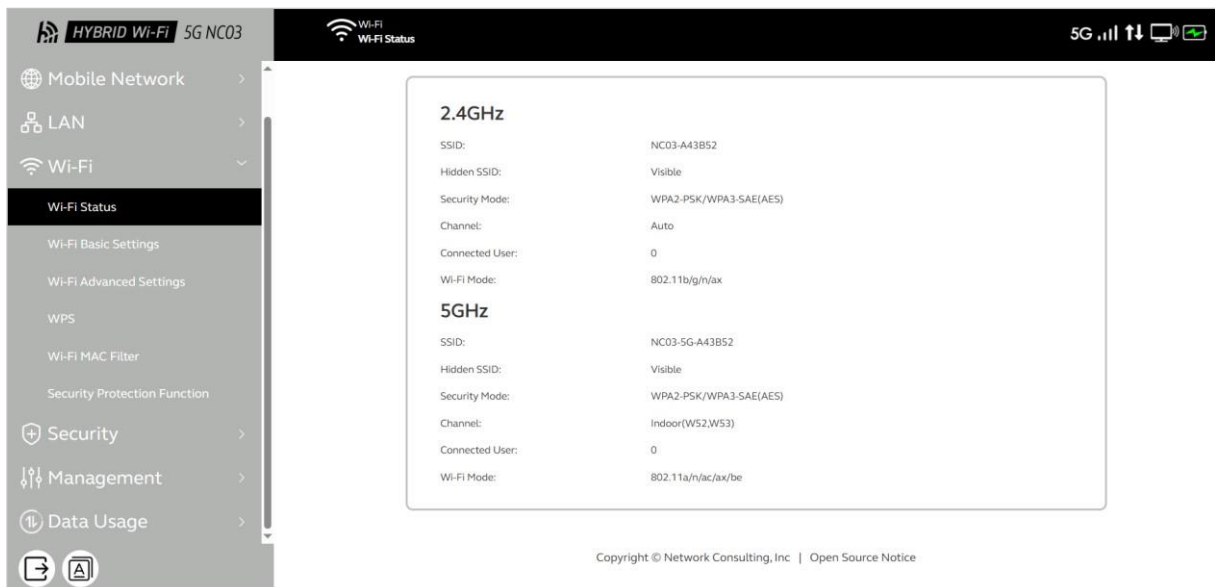 HYBRID Wi-Fi 5G NC03
Wi-Fi
Wi-Fi Status
5G
Mobile Network
LAN
Wi-Fi
Wi-Fi Status
Wi-Fi Basic Settings
Wi-Fi Advanced Settings
WPS
Wi-Fi MAC Filter
Security Protection Function
Security
Management
Data Usage
A
2.4GHz
SSID: NC03-A43B52
Hidden SSID: Visible
Security Mode: WPA2-PSK/WPA3-SAE(AES)
Channel: Auto
Connected User: 0
Wi-Fi Mode: 802.11b/g/n/ax
5GHz
SSID: NC03-5G-A43B52
Hidden SSID: Visible
Security Mode: WPA2-PSK/WPA3-SAE(AES)
Channel: Indoor(W52,W53)
Connected User: 0
Wi-Fi Mode: 802.11a/n/ac/ax/be
Copyright © Network Consulting, Inc | Open Source Notice